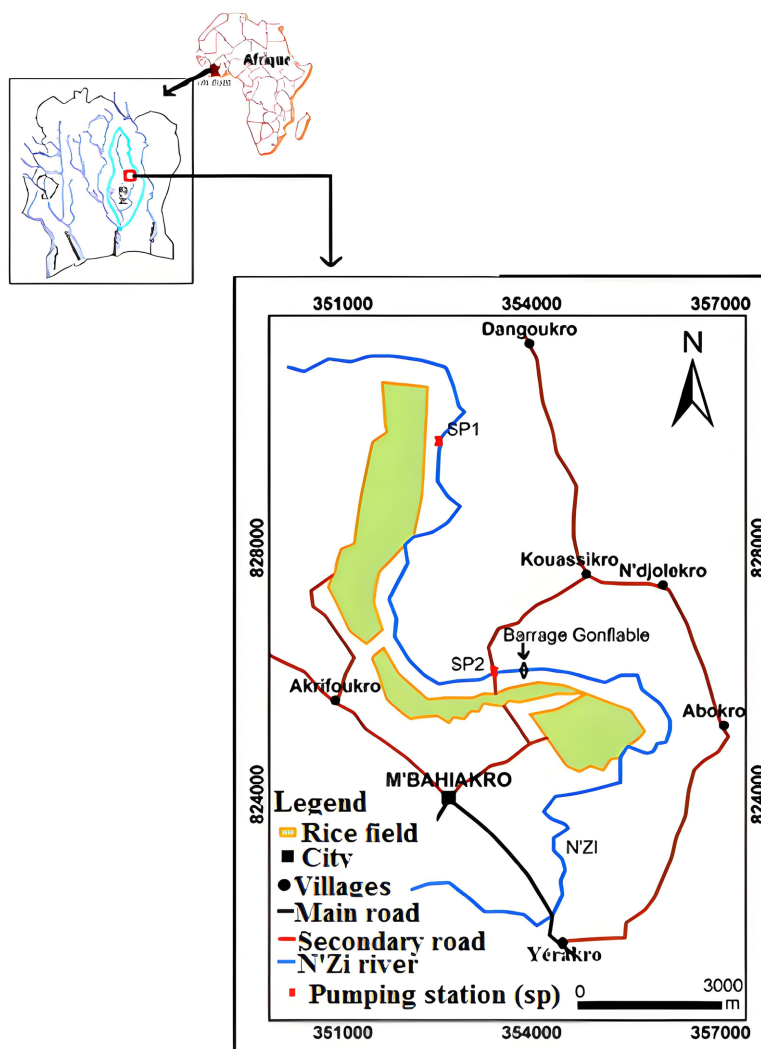 Afrique
N'Zi
351000
354000
357000
Dangoukro
N
SP1
828000
828000
Kouassikro
N'djolekro
Barrage Gonflable
SP2
Akrifoukro
Abokro
M'BAHIAKRO
824000
824000
Legend
Rice field
City
Villages
Main road
Secondary road
N'Zi river
Pumping station (sp)
N'ZI
Yérakro
0
3000
m
351000
354000
357000